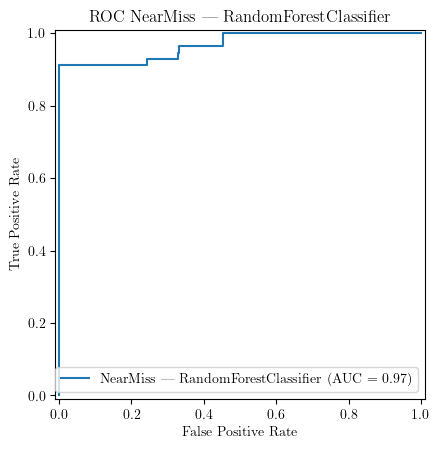 ROC NearMiss — RandomForestClassifier
1.0
0.8
0.6
0.4
0.2
0.0
True Positive Rate
NearMiss — RandomForestClassifier (AUC = 0.97)
0.0 0.2 0.4 0.6 0.8 1.0
False Positive Rate